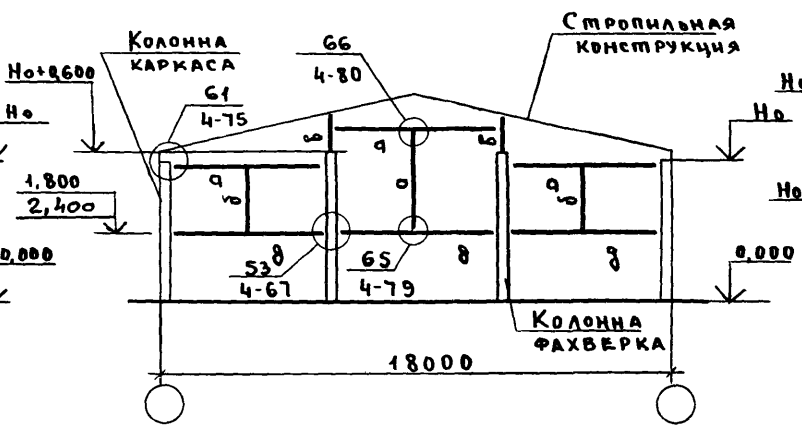 Стропильная
конструкция
Колонна
каркаса
66
4-80
Но+0,600
61
4-75
Но
Но
Но
в
а
в
а
б
а
а
б
1,800
2,400
Но
0,000
0,000
д
д
д
53
4-67
65
4-79
Колонна
фахверка
18000